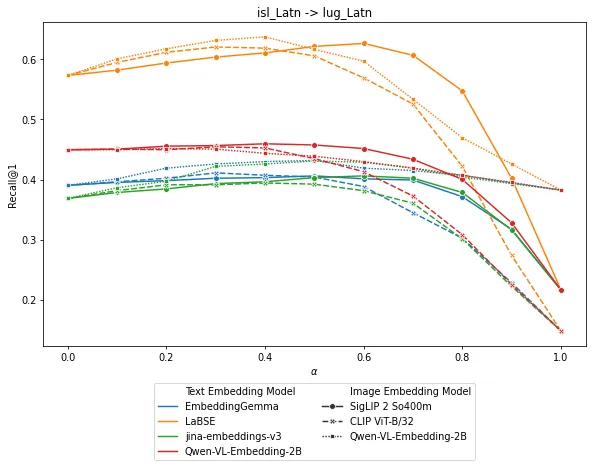 isl_Latn -> lug_Latn
Recall@1
0.6
0.5
0.4
0.3
0.2
0.0
0.2
0.4
0.6
0.8
1.0
α
Text Embedding Model
EmbeddingGemma
LaBSE
jina-embeddings-v3
Qwen-VL-Embedding-2B
Image Embedding Model
SigLIP 2 So400m
CLIP ViT-B/32
Qwen-VL-Embedding-2B